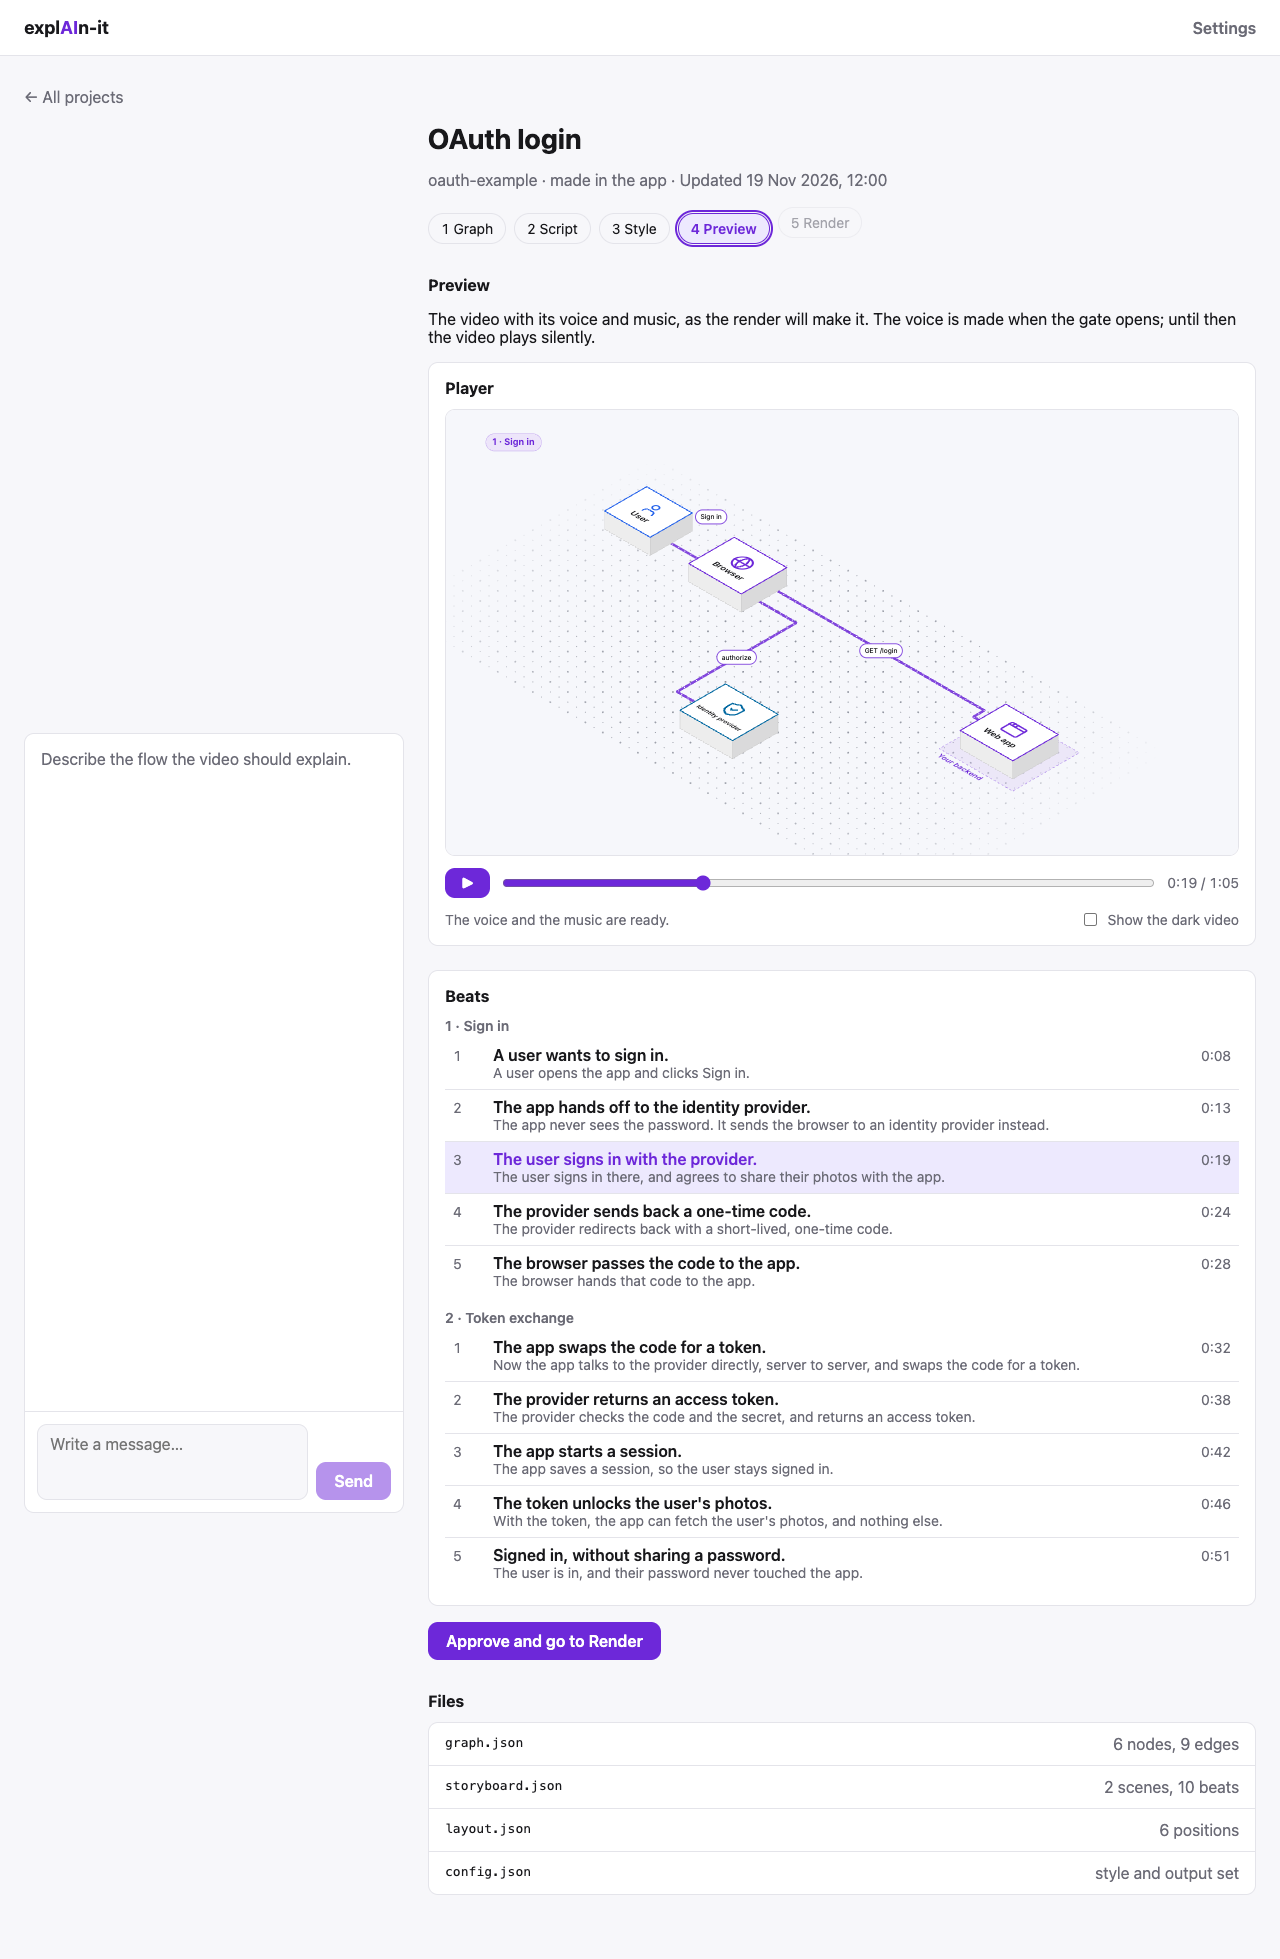 explAIn-it
Settings
← All projects
OAuth login
oauth-example · made in the app · Updated 19 Nov 2026, 12:00
1 Graph
2 Script
3 Style
4 Preview
5 Render
Preview
The video with its voice and music, as the render will make it. The voice is made when the gate opens; until then
the video plays silently.
Player
1 · Sign in
User
Sign in
Browser
authorize
GET /login
Identity provider
Web app
Your backend
0:19 / 1:05
The voice and the music are ready.
Show the dark video
Describe the flow the video should explain.
Write a message...
Send
Beats
1 · Sign in
1 A user wants to sign in. 0:08
A user opens the app and clicks Sign in.
2 The app hands off to the identity provider. 0:13
The app never sees the password. It sends the browser to an identity provider instead.
3 The user signs in with the provider. 0:19
The user signs in there, and agrees to share their photos with the app.
4 The provider sends back a one-time code. 0:24
The provider redirects back with a short-lived, one-time code.
5 The browser passes the code to the app. 0:28
The browser hands that code to the app.
2 · Token exchange
1 The app swaps the code for a token. 0:32
Now the app talks to the provider directly, server to server, and swaps the code for a token.
2 The provider returns an access token. 0:38
The provider checks the code and the secret, and returns an access token.
3 The app starts a session. 0:42
The app saves a session, so the user stays signed in.
4 The token unlocks the user's photos. 0:46
With the token, the app can fetch the user's photos, and nothing else.
5 Signed in, without sharing a password. 0:51
The user is in, and their password never touched the app.
Approve and go to Render
Files
graph.json 6 nodes, 9 edges
storyboard.json 2 scenes, 10 beats
layout.json 6 positions
config.json style and output set